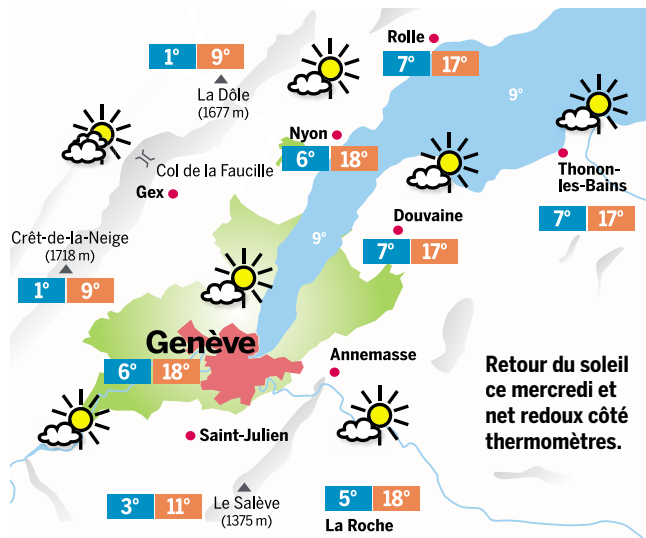 Rolle
1° 9°
7° 17°
La Dôle
(1677 m)
9°
Nyon
6° 18°
Col de la Faucille
Gex
Thonon-
les-Bains
7° 17°
Douvaine
7° 17°
9°
Crêt-de-la-Neige
(1718 m)
1° 9°
Genève
6° 18°
Annemasse
Retour du soleil
ce mercredi et
net redoux côté
thermomètres.
Saint-Julien
3° 11°
Le Salève
(1375 m)
5° 18°
La Roche